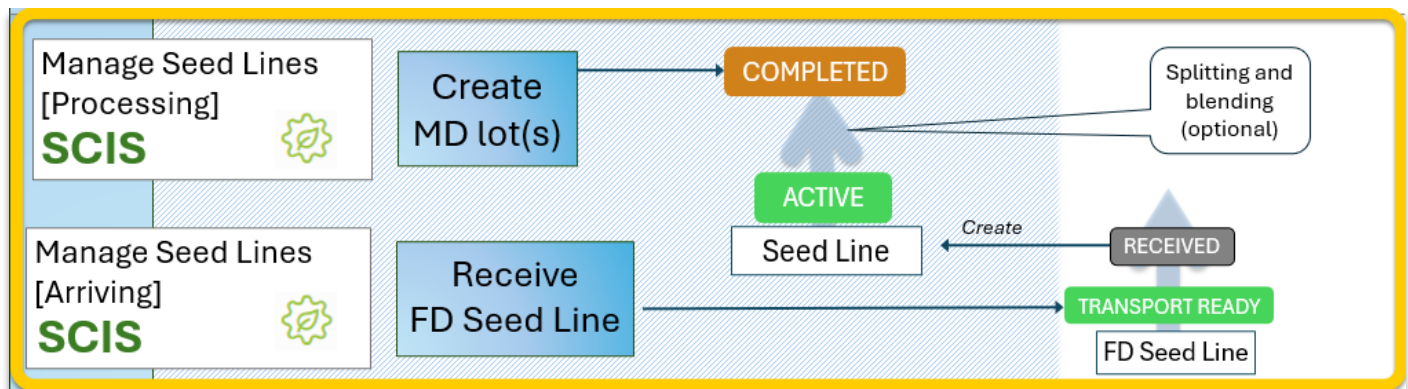 Manage Seed Lines
[Processing]
SCIS
Create
MD lot(s)
COMPLETED
Splitting and
blending
(optional)
ACTIVE
Seed Line
Create
RECEIVED
Manage Seed Lines
[Arriving]
SCIS
Receive
FD Seed Line
TRANSPORT READY
FD Seed Line